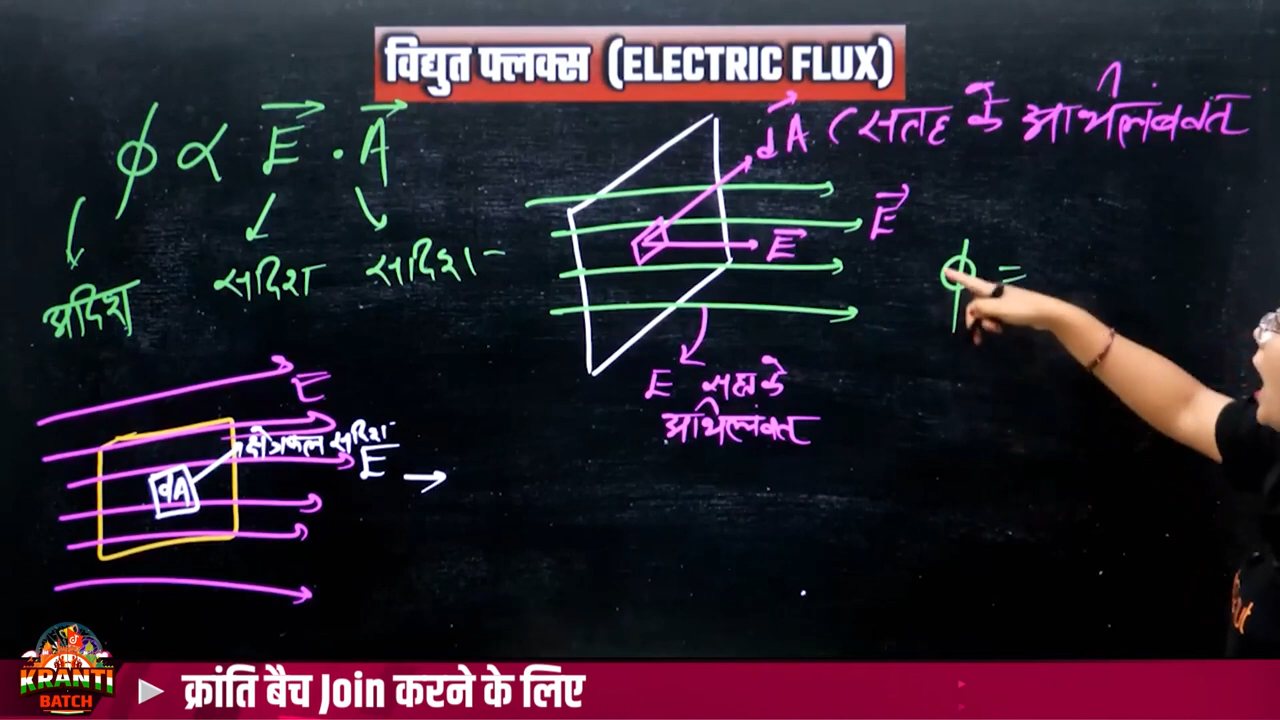 विद्युत फ्लक्स (ELECTRIC FLUX)
ϕ ∝ E . A
अदिश
सदिश
सदिश
dA (सतह के अभिलंबवत
E
E
ϕ =
E सतह के
अभिलंबवत
E
क्षेत्रफल सदिश
dA
E
KRANTI
BATCH
क्रांति बैच Join करने के लिए